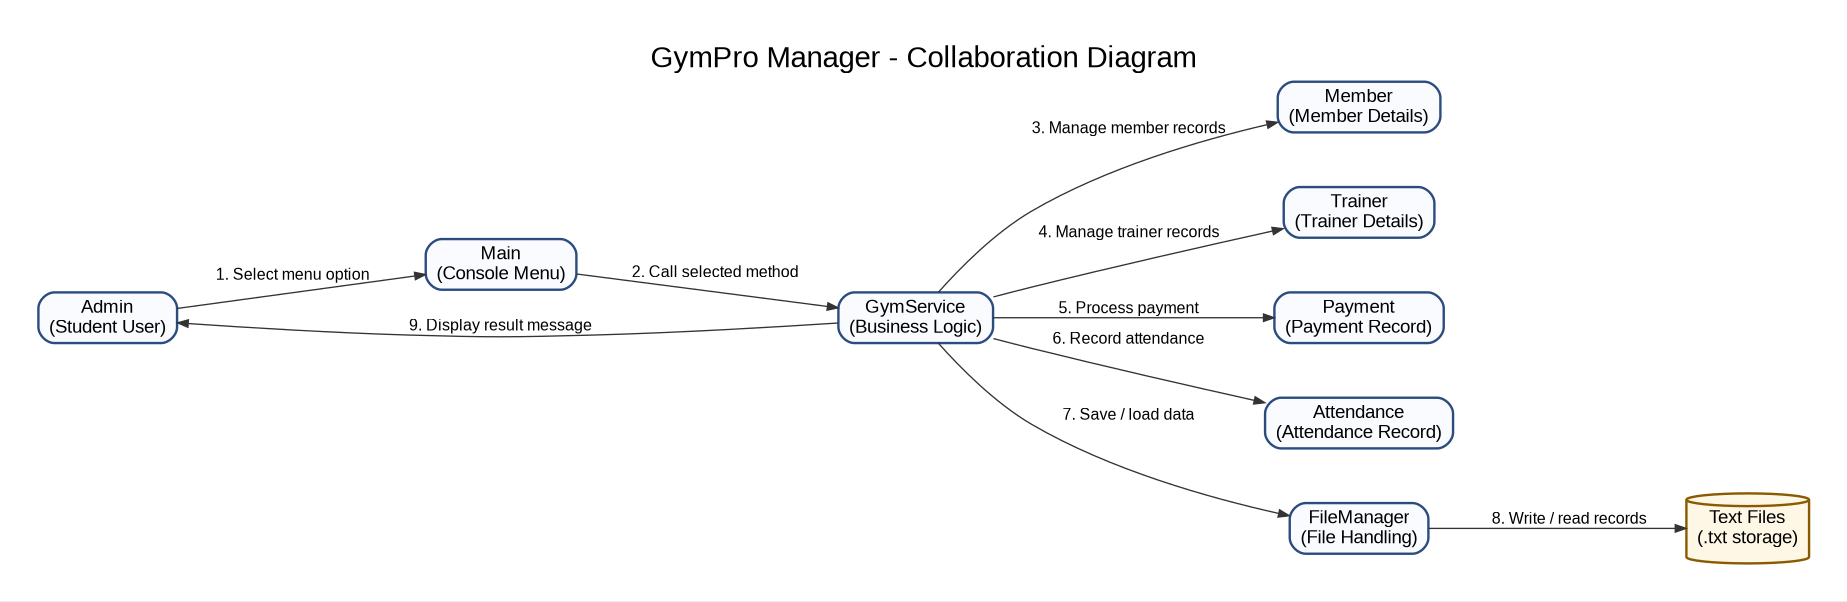 GymPro Manager - Collaboration Diagram
Member
(Member Details)
3. Manage member records
Trainer
(Trainer Details)
4. Manage trainer records
Main
(Console Menu)
1. Select menu option
2. Call selected method
Admin
(Student User)
GymService
(Business Logic)
5. Process payment
Payment
(Payment Record)
9. Display result message
6. Record attendance
Attendance
(Attendance Record)
7. Save / load data
FileManager
(File Handling)
8. Write / read records
Text Files
(.txt storage)